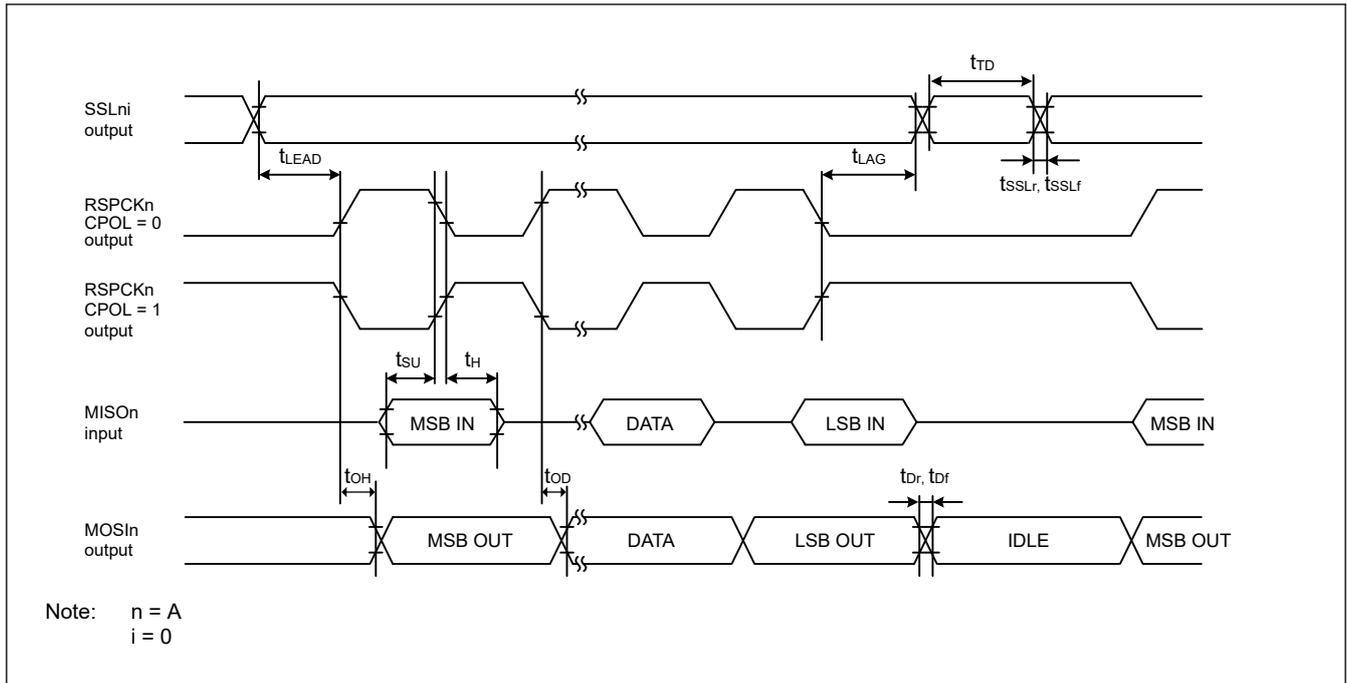 tTD
SSLni
output
tLEAD
tLAG
tSSLr, tSSLf
RSPCKn
CPOL = 0
output
RSPCKn
CPOL = 1
output
tSU
tH
MISOn
input
MSB IN
DATA
LSB IN
MSB IN
tOH
tOD
tDr, tDf
MOSIn
output
MSB OUT
DATA
LSB OUT
IDLE
MSB OUT
Note: n = A
i = 0